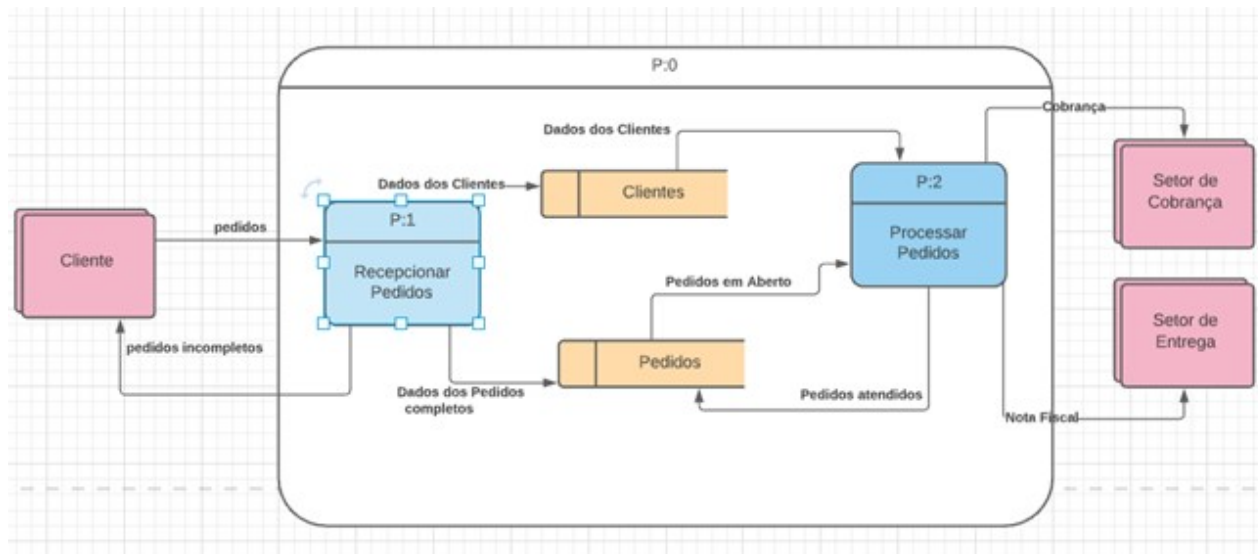 P:0
Cobrança
Dados dos Clientes
Setor de
Cobrança
P:2
Dados dos Clientes
Clientes
P:1
pedidos
Processar
Pedidos
Cliente
Recepcionar
Pedidos
Pedidos em Aberto
Setor de
Entrega
pedidos incompletos
Pedidos
Dados dos Pedidos
completos
Pedidos atendidos
Nota Fiscal